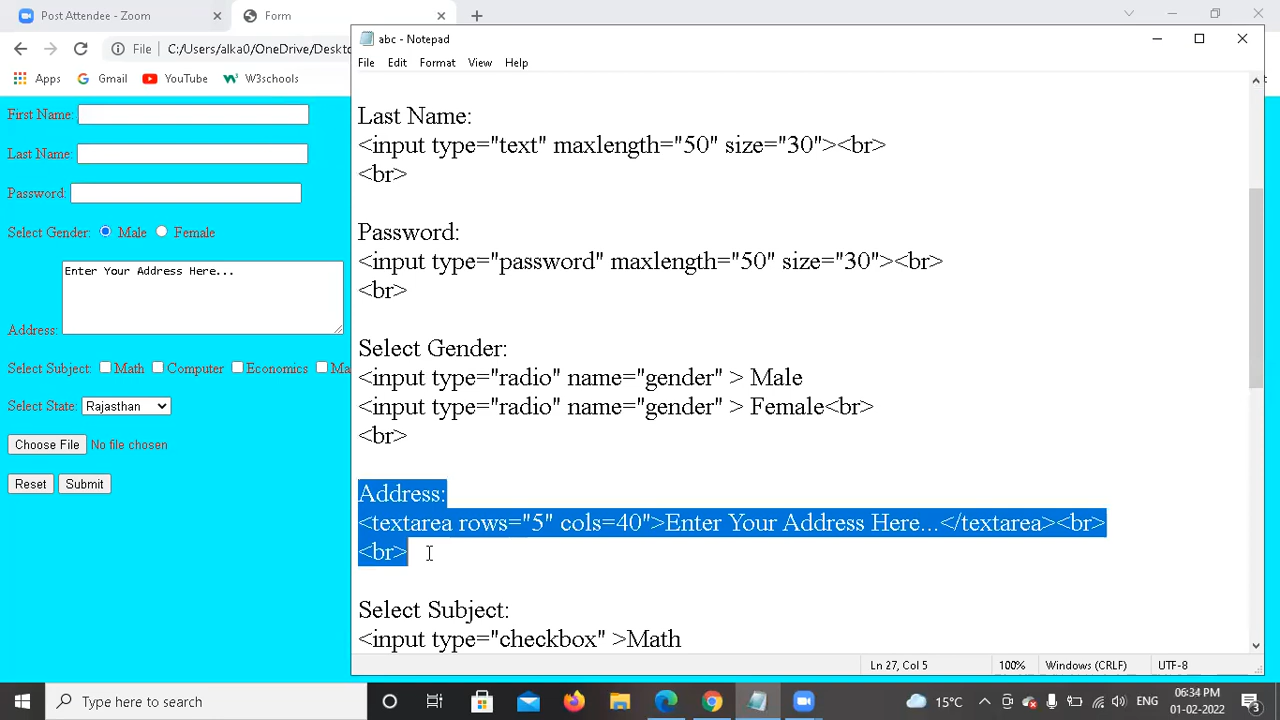 Post Attendee - Zoom
Form
File
C:/Users/alka0/OneDrive/Deskto
Apps
Gmail
YouTube
W3schools
First Name:
Last Name:
Password:
Select Gender: Male Female
Enter Your Address Here...
Address:
Select Subject: Math Computer Economics Ma
Select State: Rajasthan
Choose File No file chosen
Reset Submit
abc - Notepad
File Edit Format View Help
Last Name:
<input type="text" maxlength="50" size="30"><br>
<br>
Password:
<input type="password" maxlength="50" size="30"><br>
<br>
Select Gender:
<input type="radio" name="gender" > Male
<input type="radio" name="gender" > Female<br>
<br>
Address:
<textarea rows="5" cols=40">Enter Your Address Here...</textarea><br>
<br>
Select Subject:
<input type="checkbox" >Math
Ln 27, Col 5 100% Windows (CRLF) UTF-8
Type here to search
15°C
ENG
06:34 PM
01-02-2022
3